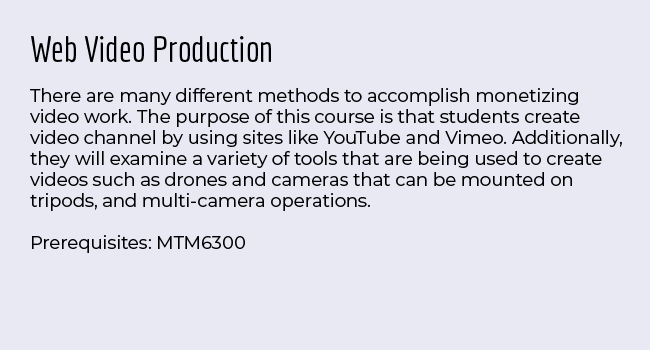 Web Video Production
There are many different methods to accomplish monetizing
video work. The purpose of this course is that students create
video channel by using sites like YouTube and Vimeo. Additionally,
they will examine a variety of tools that are being used to create
videos such as drones and cameras that can be mounted on
tripods, and multi-camera operations.
Prerequisites: MTM6300